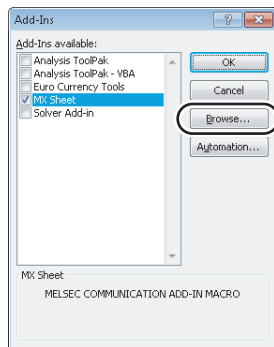 Add-Ins
Add-Ins available:
Analysis ToolPak
Analysis ToolPak - VBA
Euro Currency Tools
MX Sheet
Solver Add-in
OK
Cancel
Browse...
Automation...
MX Sheet
MELSEC COMMUNICATION ADD-IN MACRO